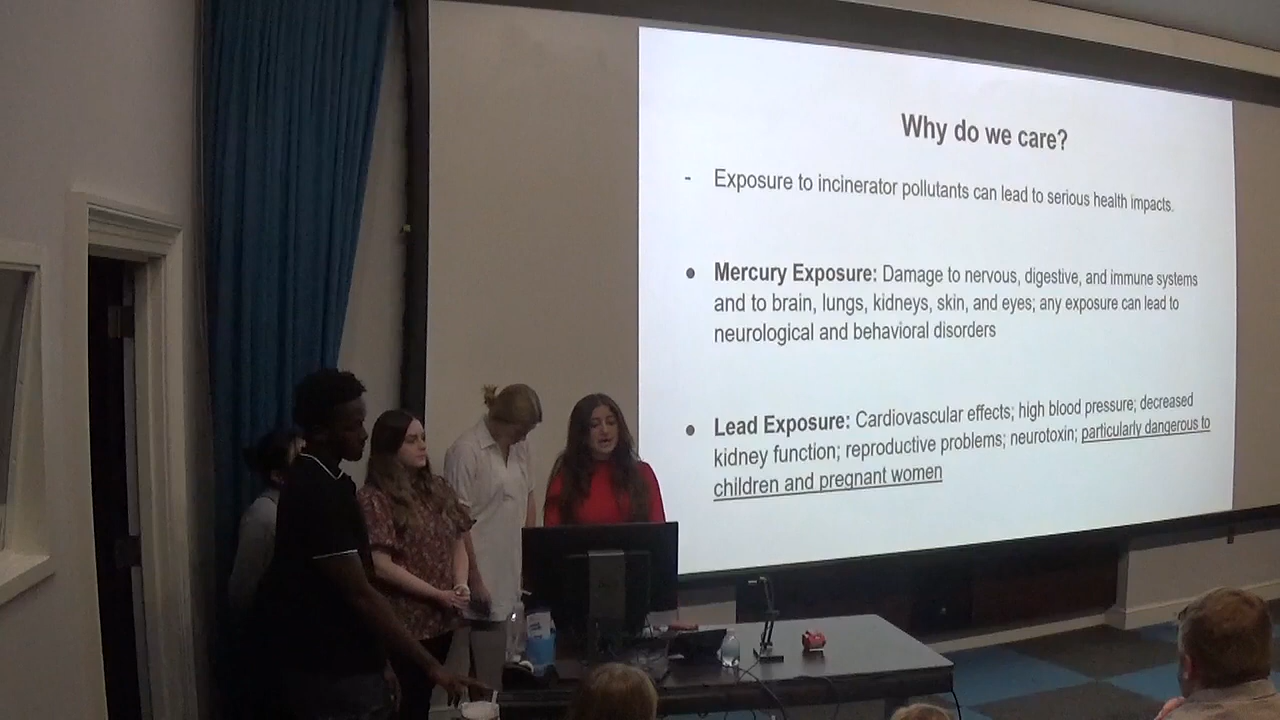 Why do we care?
- Exposure to incinerator pollutants can lead to serious health impacts.
● Mercury Exposure: Damage to nervous, digestive, and immune systems
and to brain, lungs, kidneys, skin, and eyes; any exposure can lead to
neurological and behavioral disorders
● Lead Exposure: Cardiovascular effects; high blood pressure; decreased
kidney function; reproductive problems; neurotoxin; particularly dangerous to
children and pregnant women